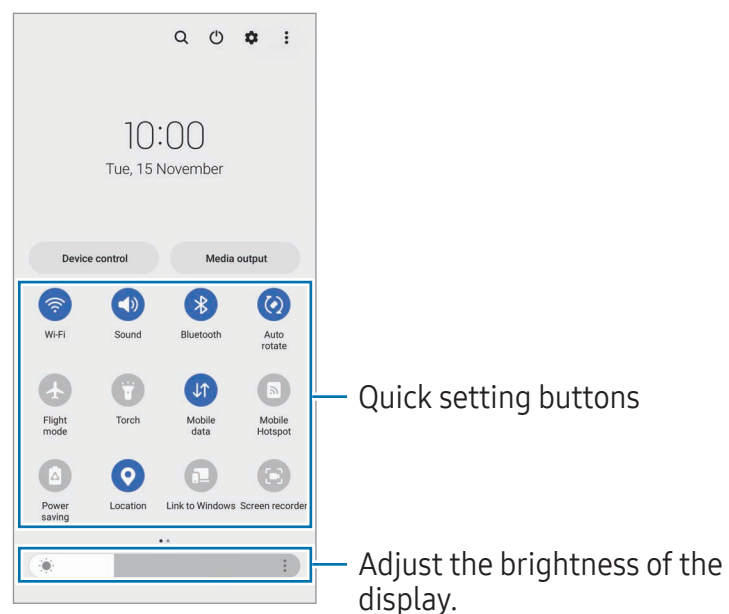 10:00
Tue, 15 November
Device control Media output
Wi-Fi Sound Bluetooth Auto
rotate
Flight
mode
Torch
Mobile
data
Mobile
Hotspot
Power
saving
Location
Link to Windows
Screen recorder
Quick setting buttons
Adjust the brightness of the
display.